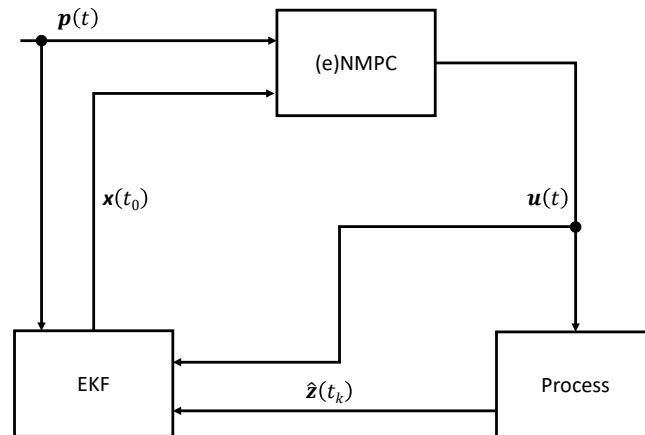 𝒑(t)
(e)NMPC
𝒙(t₀)
𝒖(t)
EKF
𝒛̂(tₖ)
Process